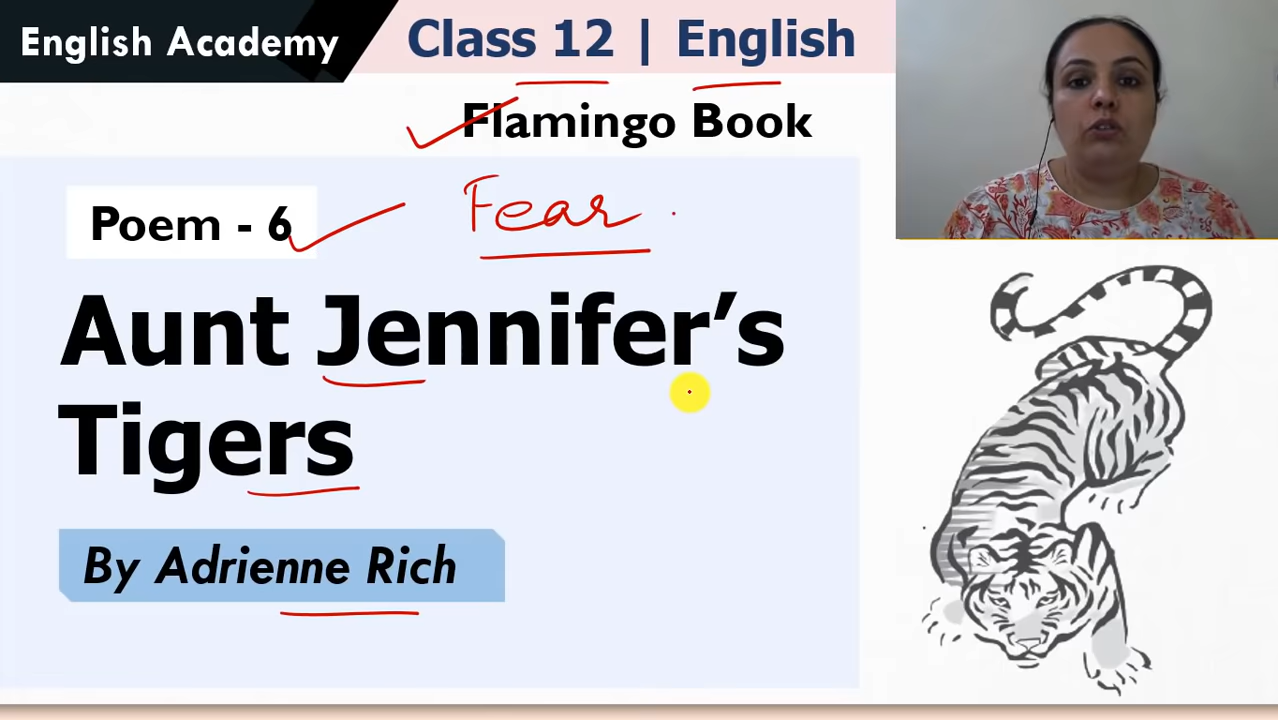 English Academy
Class 12 | English
Flamingo Book
Poem - 6
Fear
Aunt Jennifer’s
Tigers
By Adrienne Rich